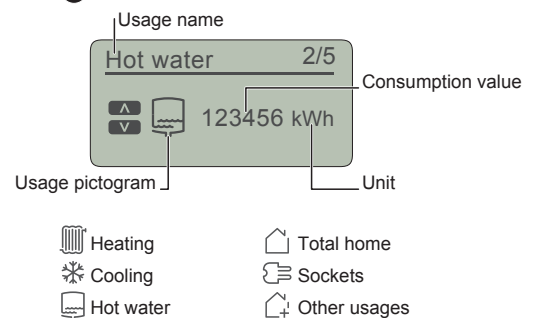 Usage name
Hot water 2/5
Consumption value
123456 kWh
Usage pictogram
Unit
Heating
Total home
Cooling
Sockets
Hot water
Other usages